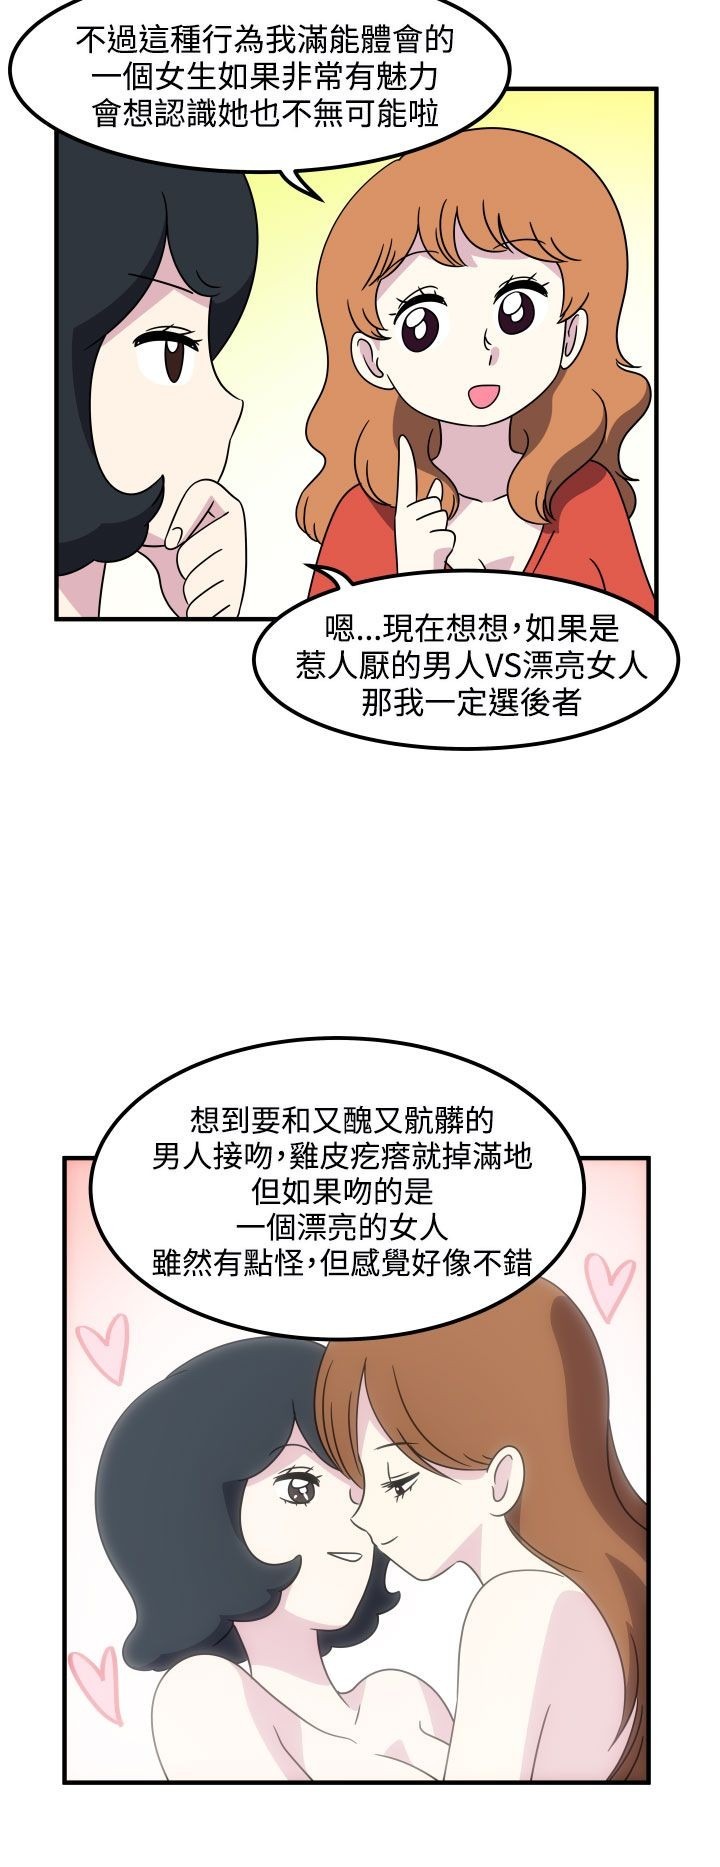 不過這種行為我滿能體會的
一個女生如果非常有魅力
會想認識她也不無可能啦
嗯...現在想想，如果是
惹人厭的男人VS漂亮女人
那我一定選後者
想到要和又醜又骯髒的
男人接吻，雞皮疙瘩就掉滿地
但如果吻的是
一個漂亮的女人
雖然有點怪，但感覺好像不錯